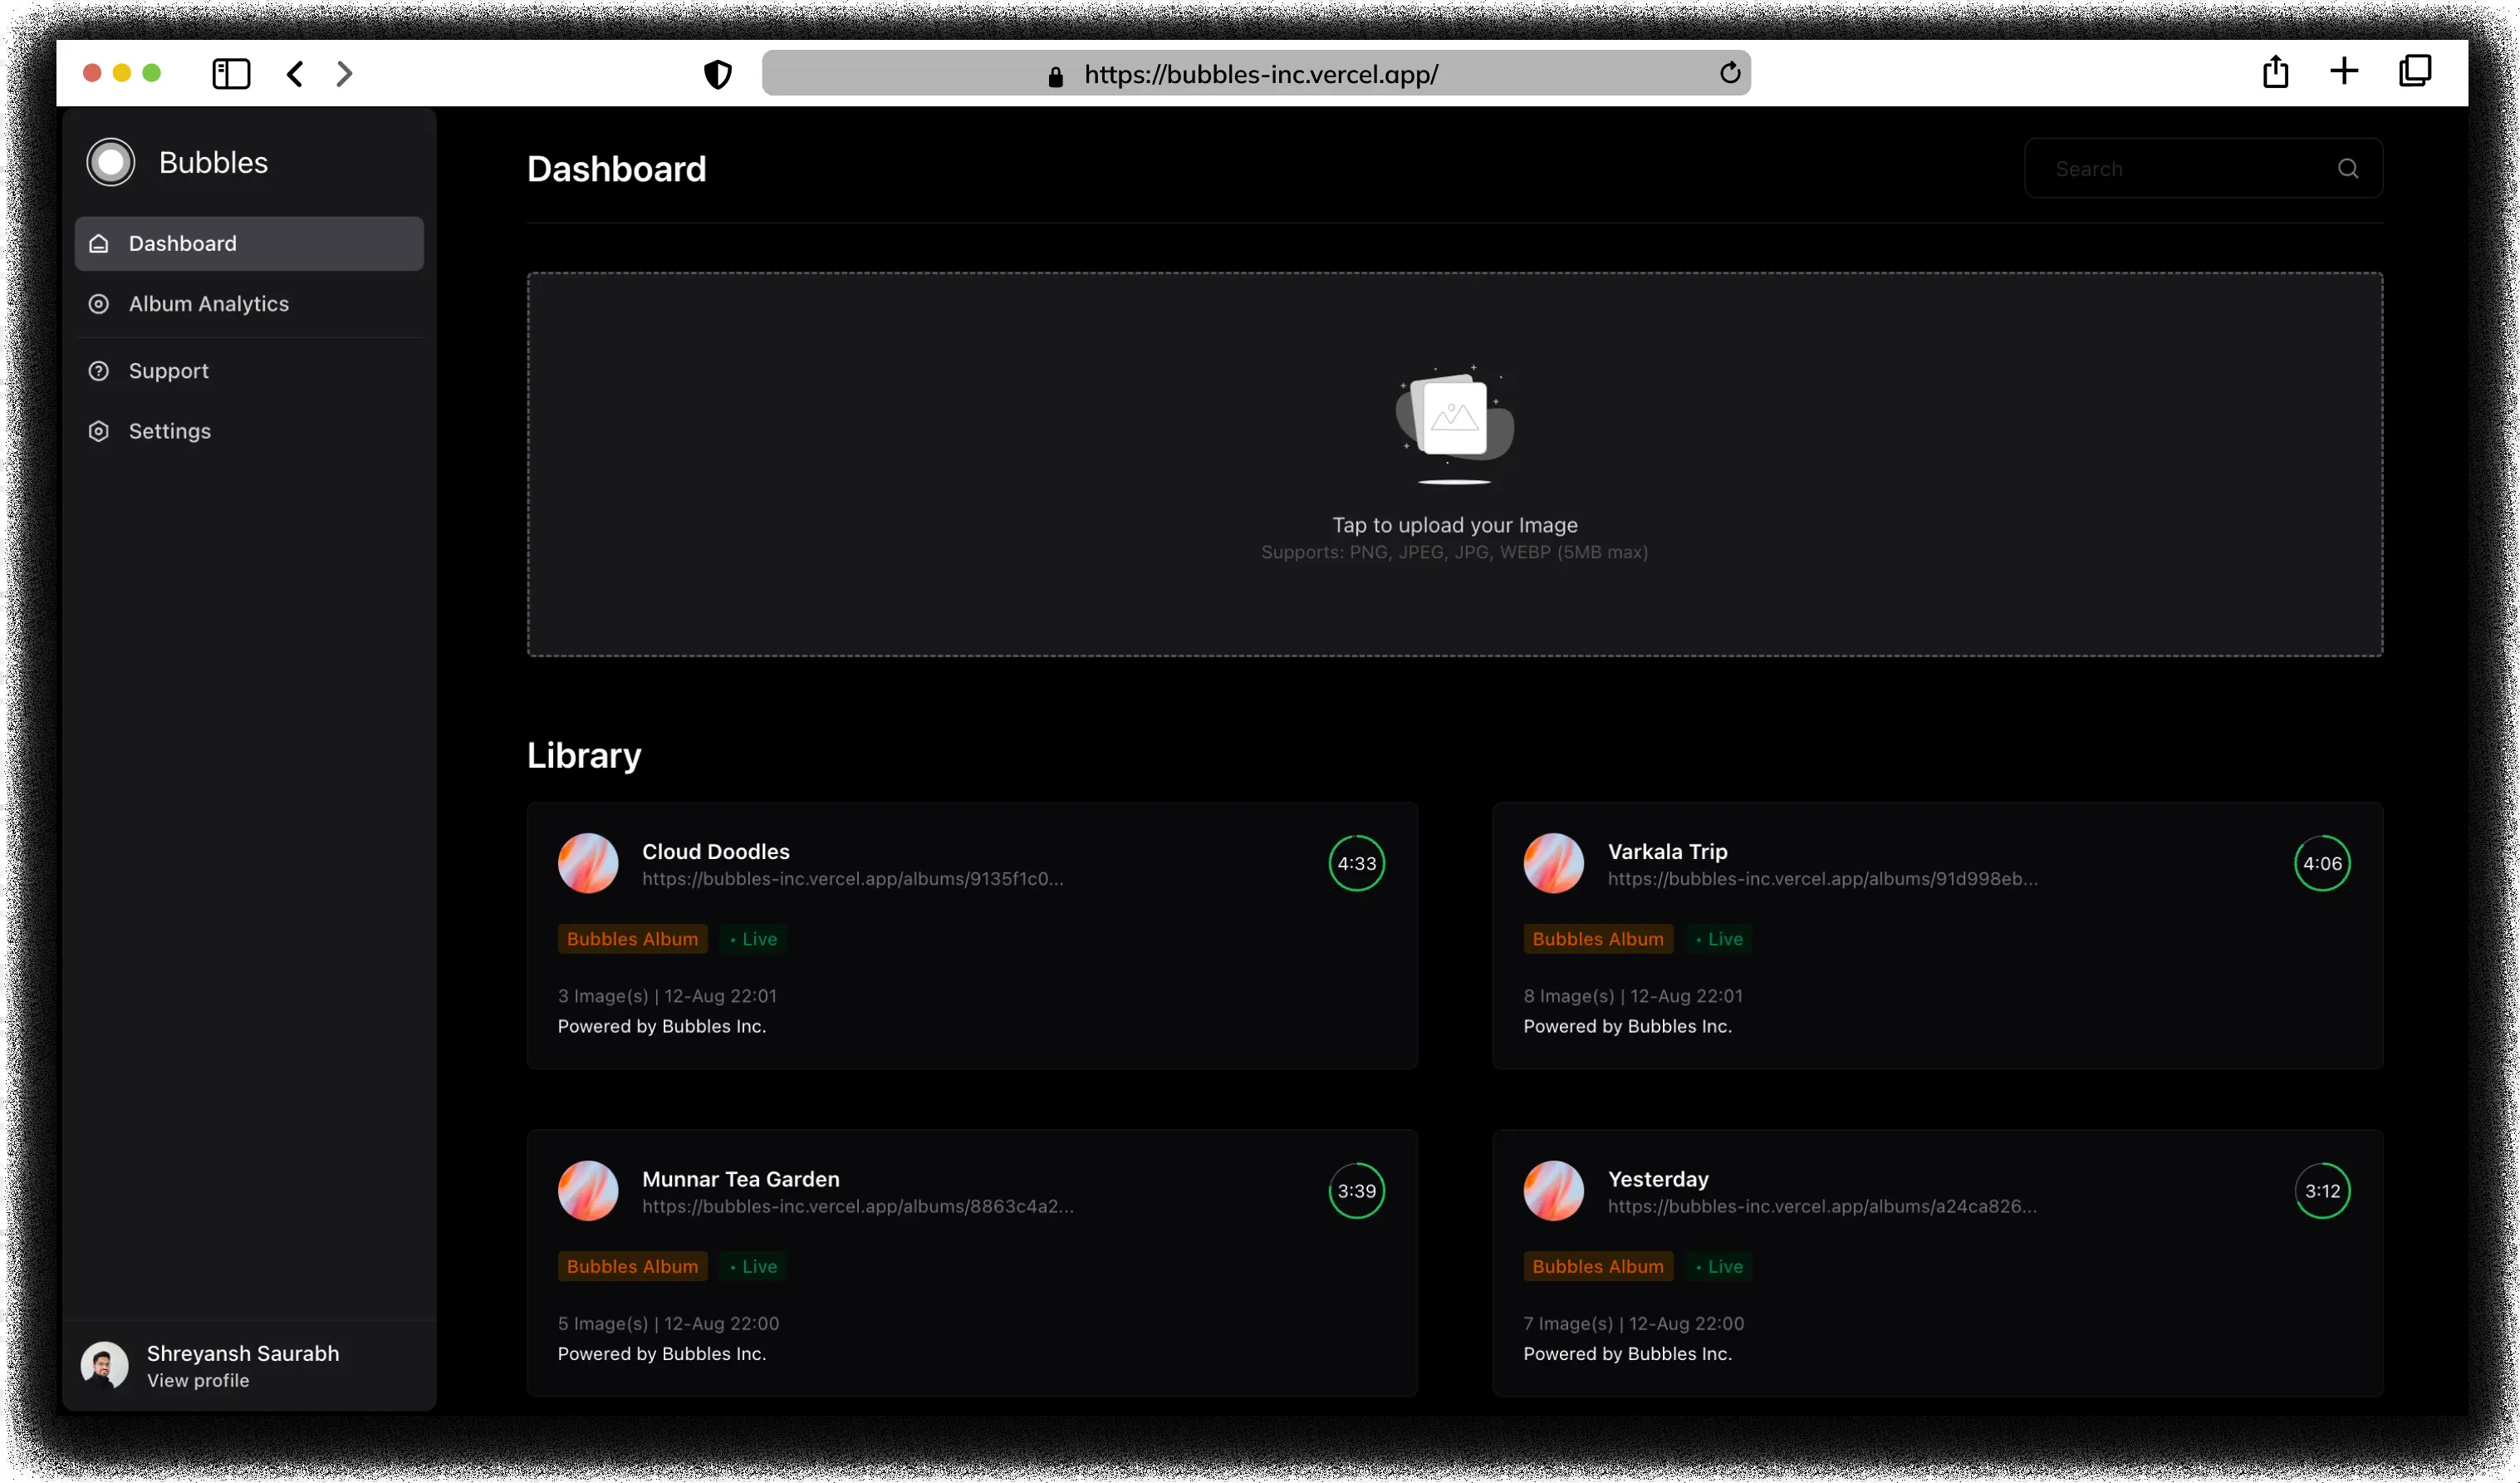 https://bubbles-inc.vercel.app/
Bubbles
Dashboard
Album Analytics
Support
Settings
Shreyansh Saurabh
View profile
Dashboard
Search
Tap to upload your Image
Supports: PNG, JPEG, JPG, WEBP (5MB max)
Library
Cloud Doodles
https://bubbles-inc.vercel.app/albums/9135f1c0...
4:33
Bubbles Album • Live
3 Image(s) | 12-Aug 22:01
Powered by Bubbles Inc.
Varkala Trip
https://bubbles-inc.vercel.app/albums/91d998eb...
4:06
Bubbles Album • Live
8 Image(s) | 12-Aug 22:01
Powered by Bubbles Inc.
Munnar Tea Garden
https://bubbles-inc.vercel.app/albums/8863c4a2...
3:39
Bubbles Album • Live
5 Image(s) | 12-Aug 22:00
Powered by Bubbles Inc.
Yesterday
https://bubbles-inc.vercel.app/albums/a24ca826...
3:12
Bubbles Album • Live
7 Image(s) | 12-Aug 22:00
Powered by Bubbles Inc.